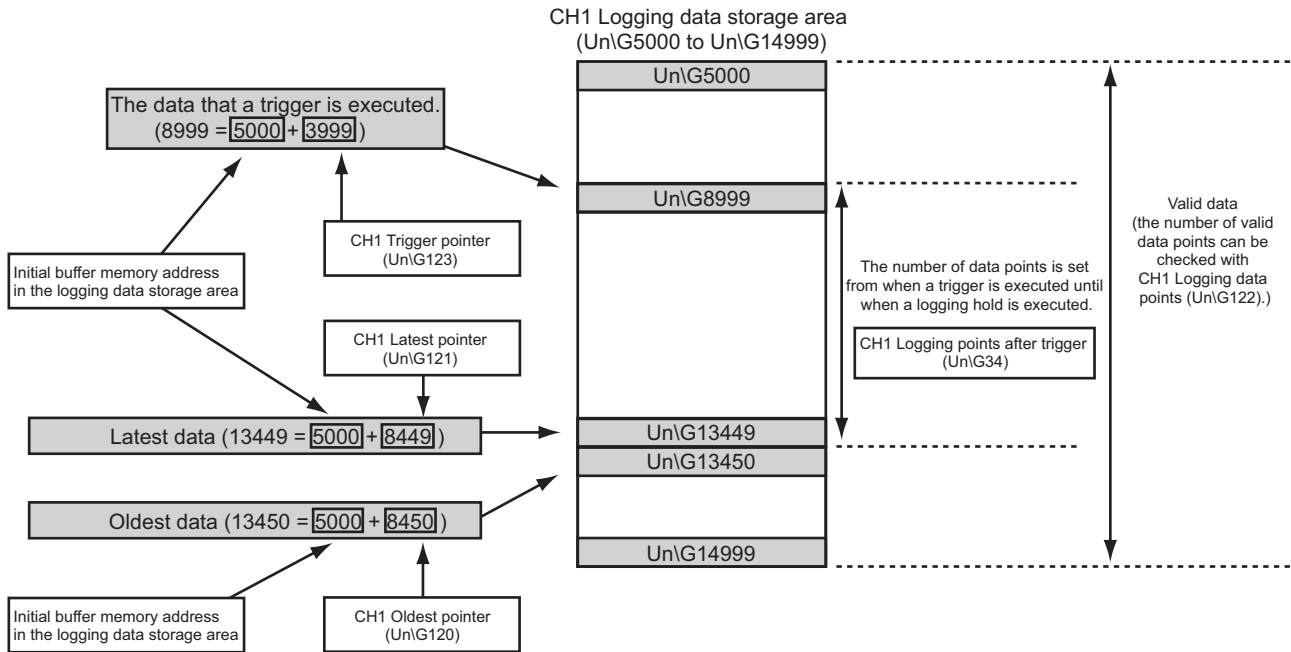 CH1 Logging data storage area
(Un\G5000 to Un\G14999)
Un\G5000
The data that a trigger is executed.
(8999 = 5000 + 3999 )
Un\G8999
CH1 Trigger pointer
(Un\G123)
Initial buffer memory address
in the logging data storage area
Valid data
(the number of valid
data points can be
checked with
CH1 Logging data
points (Un\G122).)
The number of data points is set
from when a trigger is executed until
when a logging hold is executed.
CH1 Logging points after trigger
(Un\G34)
CH1 Latest pointer
(Un\G121)
Latest data (13449 = 5000 + 8449 )
Un\G13449
Un\G13450
Oldest data (13450 = 5000 + 8450 )
Un\G14999
Initial buffer memory address
in the logging data storage area
CH1 Oldest pointer
(Un\G120)